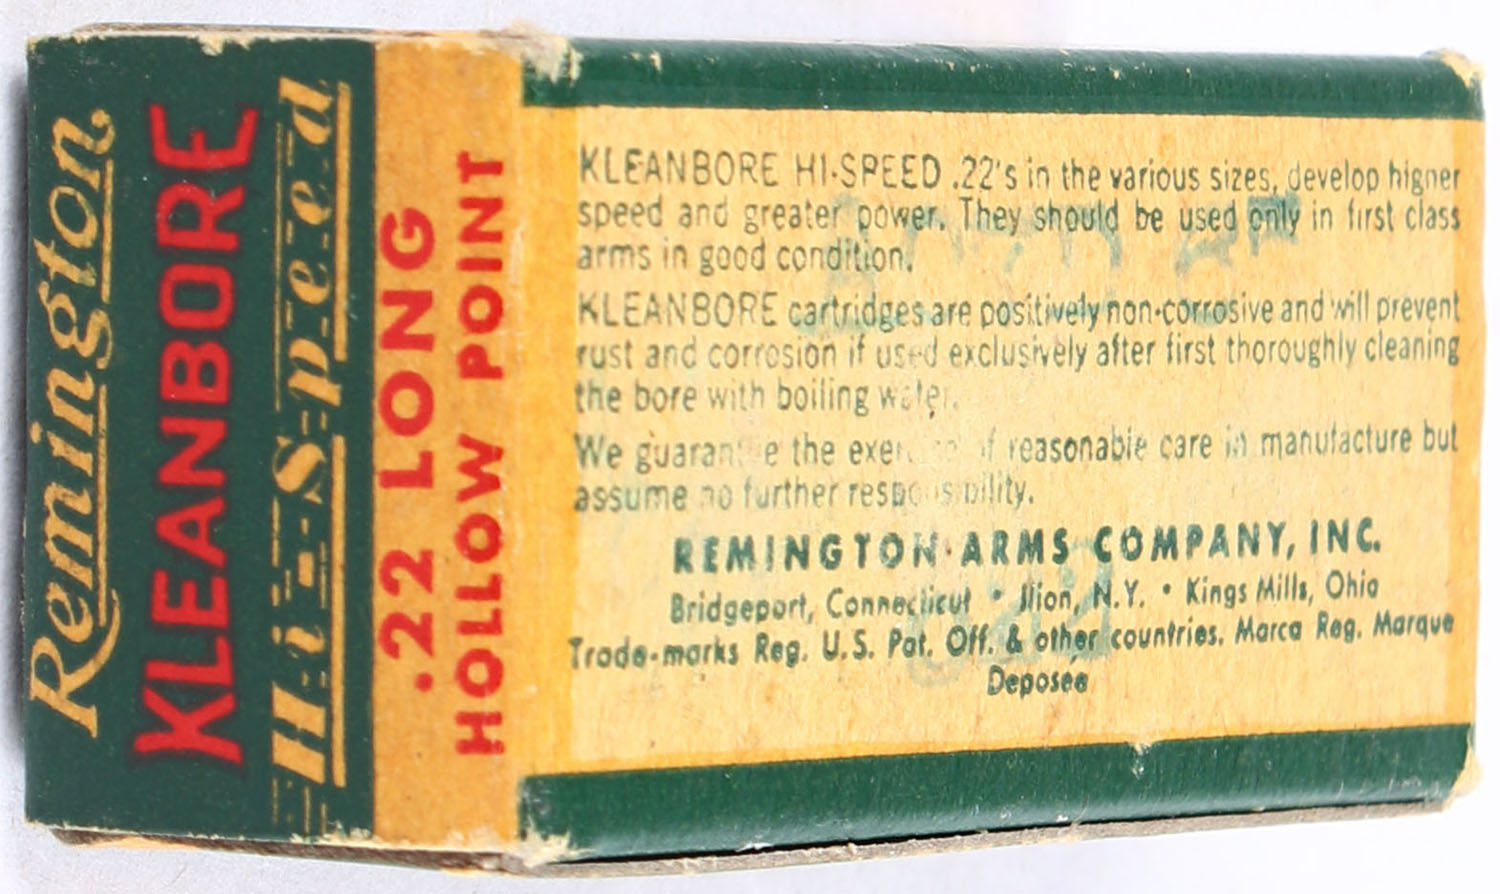 Remington
KLEANBORE
Hi-Speed
.22 LONG
HOLLOW POINT
KLEANBORE HI-SPEED .22's in the various sizes, develop higher
speed and greater power. They should be used only in first class
arms in good condition.
KLEANBORE cartridges are positively non-corrosive and will prevent
rust and corrosion if used exclusively after first thoroughly cleaning
the bore with boiling water.
We guarantee the exercise of reasonable care in manufacture but
assume no further responsibility.
REMINGTON ARMS COMPANY, INC.
Bridgeport, Connecticut • Ilion, N.Y. • Kings Mills, Ohio
Trade-marks Reg. U.S. Pat. Off. & other countries. Marca Reg. Marque
Deposee